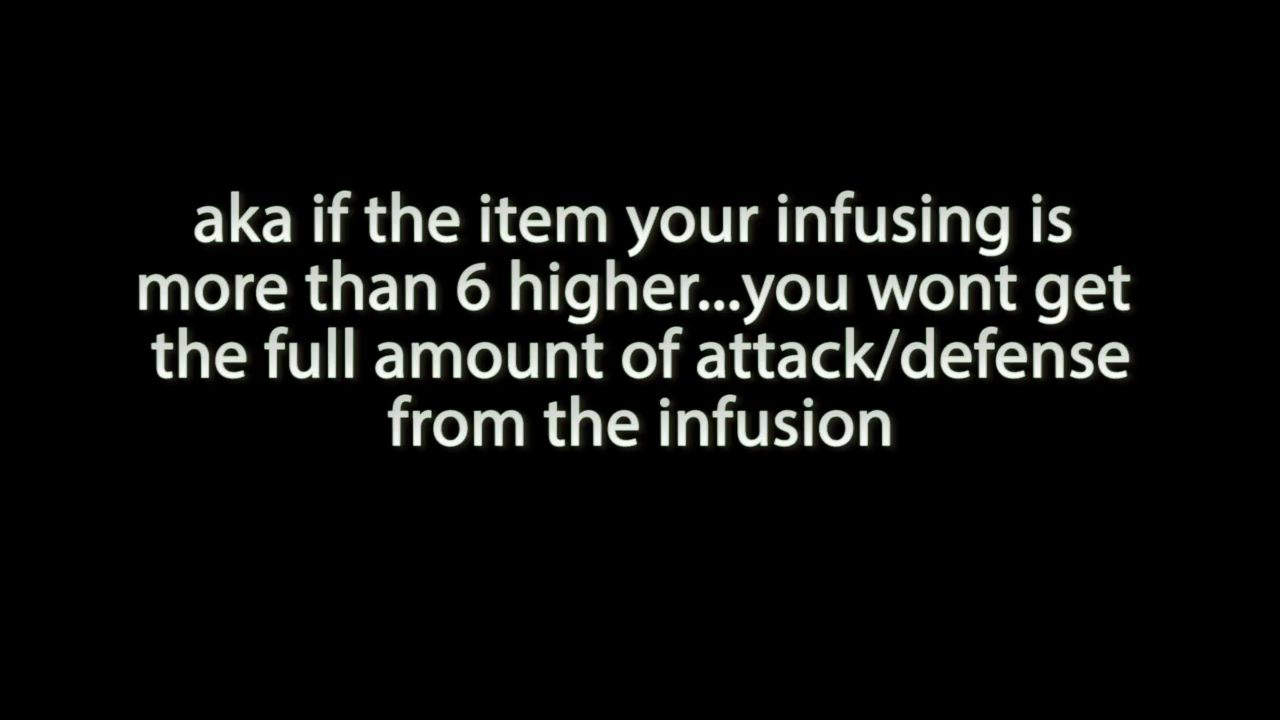 aka if the item your infusing is
more than 6 higher...you wont get
the full amount of attack/defense
from the infusion